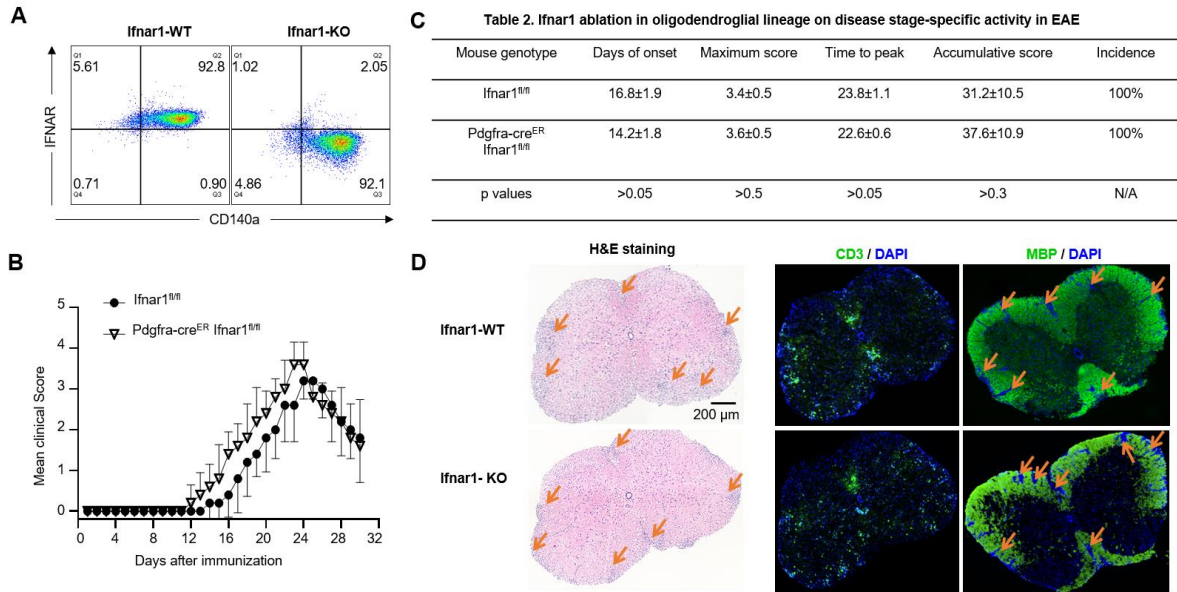 A
Ifnar1-WT
Ifnar1-KO
Q1
5.61
Q2
92.8
Q1
1.02
Q2
2.05
IFNAR
0.71
Q4
0.90
Q3
4.86
Q4
92.1
Q3
CD140a
C
Table 2. Ifnar1 ablation in oligodendroglial lineage on disease stage-specific activity in EAE
Mouse genotype Days of onset Maximum score Time to peak Accumulative score Incidence
Ifnar1fl/fl 16.8±1.9 3.4±0.5 23.8±1.1 31.2±10.5 100%
Pdgfra-creER
Ifnar1fl/fl 14.2±1.8 3.6±0.5 22.6±0.6 37.6±10.9 100%
p values >0.05 >0.5 >0.05 >0.3 N/A
B
Ifnar1fl/fl
Pdgfra-creER Ifnar1fl/fl
Mean clinical Score
5
4
3
2
1
0
0 4 8 12 16 20 24 28 32
Days after immunization
D
H&E staining
CD3 / DAPI
MBP / DAPI
Ifnar1-WT
200 µm
Ifnar1- KO